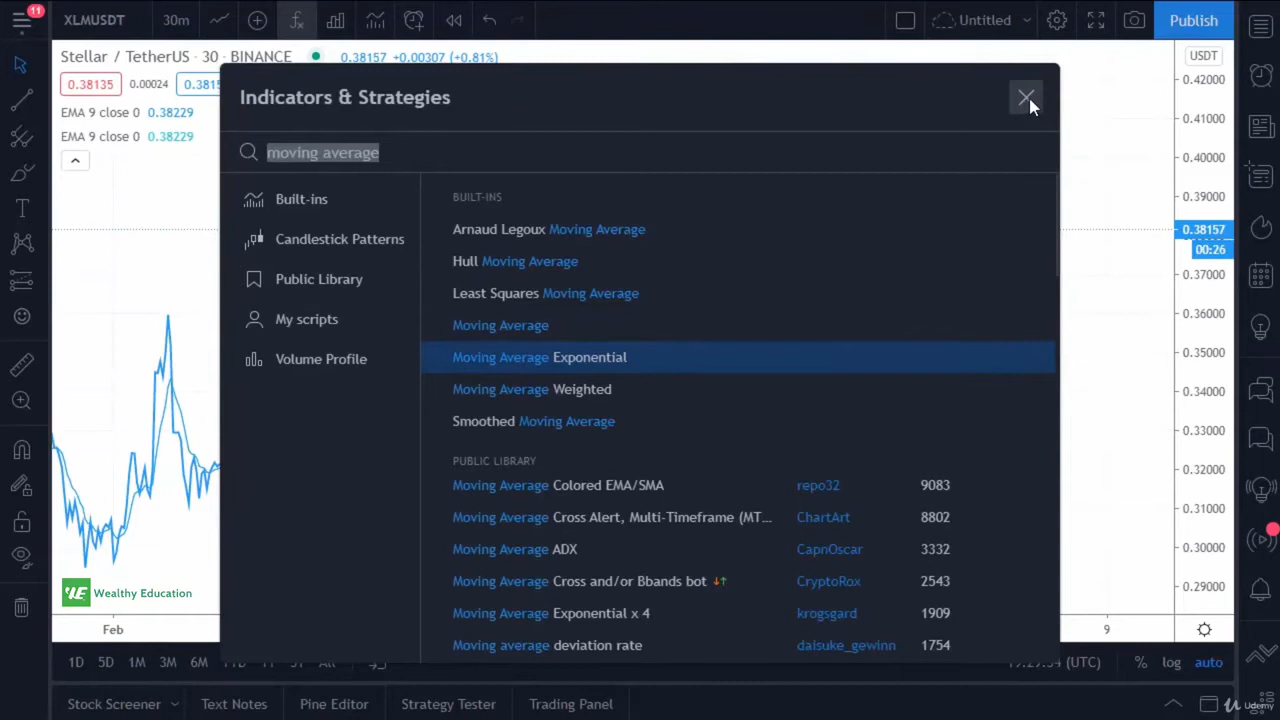 11
XLMUSDT
30m
Untitled
Publish
Stellar / TetherUS · 30 · BINANCE
0.38157 +0.00307 (+0.81%)
USDT
0.38135
0.00024
EMA 9 close 0 0.38229
EMA 9 close 0 0.38229
Indicators & Strategies
moving average
Built-ins
Candlestick Patterns
Public Library
My scripts
Volume Profile
BUILT-INS
Arnaud Legoux Moving Average
Hull Moving Average
Least Squares Moving Average
Moving Average
Moving Average Exponential
Moving Average Weighted
Smoothed Moving Average
PUBLIC LIBRARY
Moving Average Colored EMA/SMA repo32 9083
Moving Average Cross Alert, Multi-Timeframe (MT... ChartArt 8802
Moving Average ADX CapnOscar 3332
Moving Average Cross and/or Bbands bot CryptoRox 2543
Moving Average Exponential x 4 krogsgard 1909
Moving average deviation rate daisuke_gewinn 1754
0.42000
0.41000
0.40000
0.39000
0.38157
00:26
0.37000
0.36000
0.35000
0.34000
0.33000
0.32000
0.31000
0.30000
0.29000
WE Wealthy Education
Feb
9
1D 5D 1M 3M 6M
(UTC)
% log auto
Stock Screener
Text Notes
Pine Editor
Strategy Tester
Trading Panel
Udemy